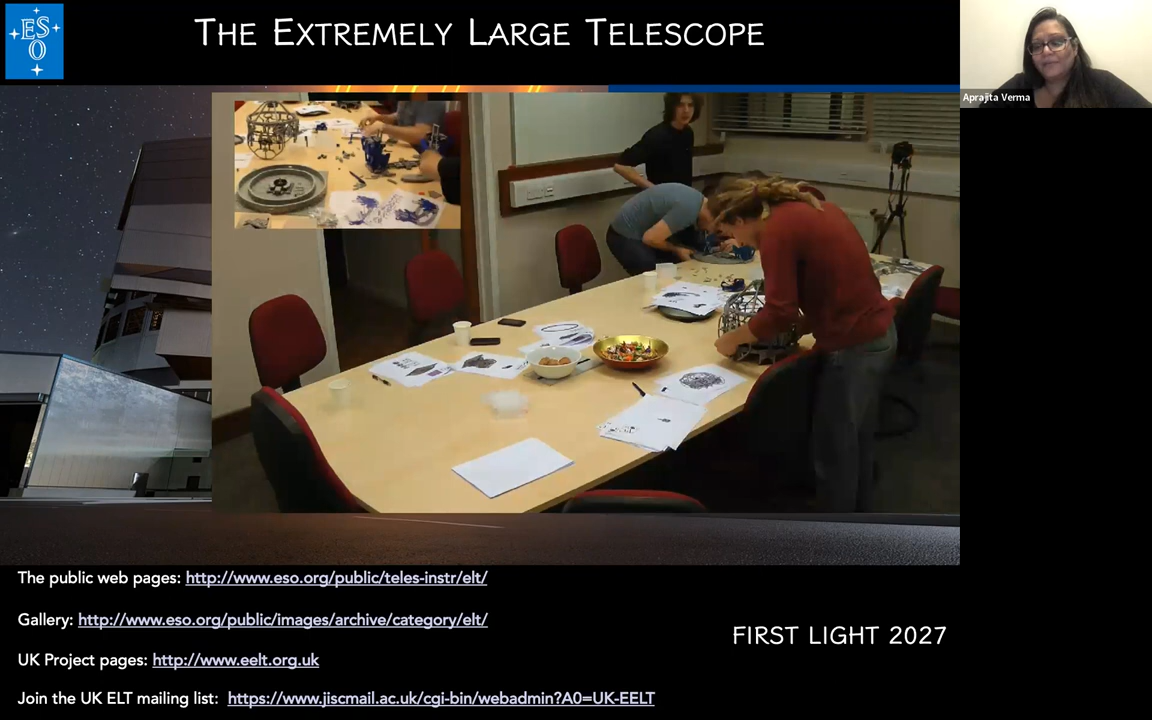 ESO
THE EXTREMELY LARGE TELESCOPE
Aprajita Verma
The public web pages: http://www.eso.org/public/teles-instr/elt/
Gallery: http://www.eso.org/public/images/archive/category/elt/
FIRST LIGHT 2027
UK Project pages: http://www.eelt.org.uk
Join the UK ELT mailing list: https://www.jiscmail.ac.uk/cgi-bin/webadmin?A0=UK-EELT